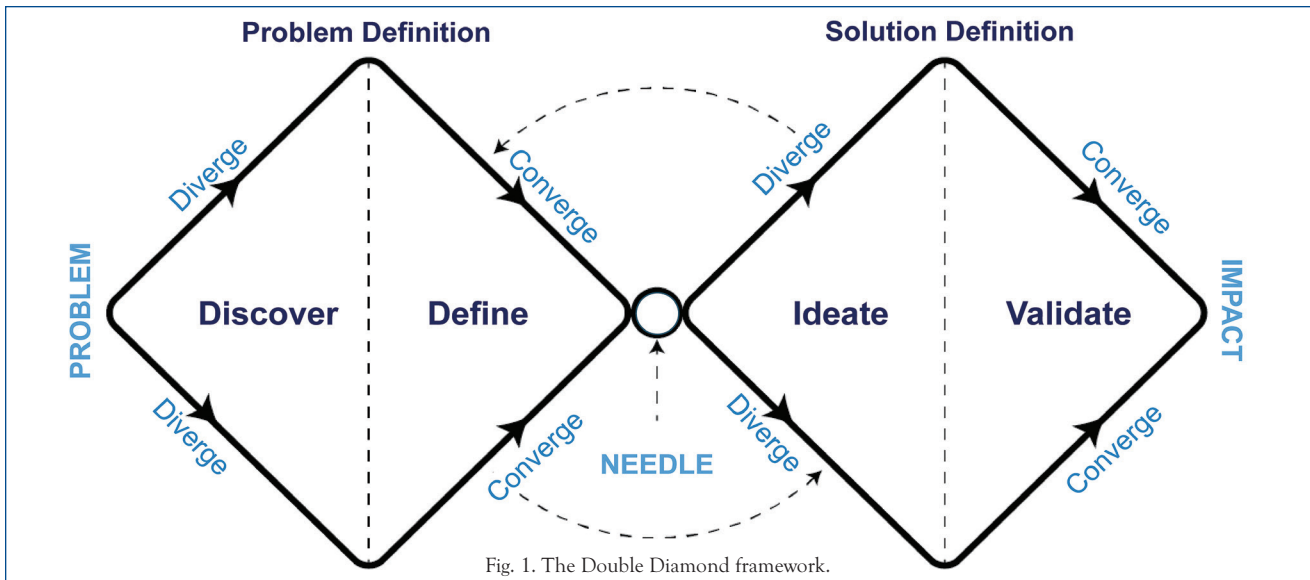 Problem Definition
Solution Definition
Diverge
Converge
Diverge
Converge
PROBLEM
Discover
Define
Ideate
Validate
IMPACT
Diverge
Converge
NEEDLE
Diverge
Converge
Fig. 1. The Double Diamond framework.